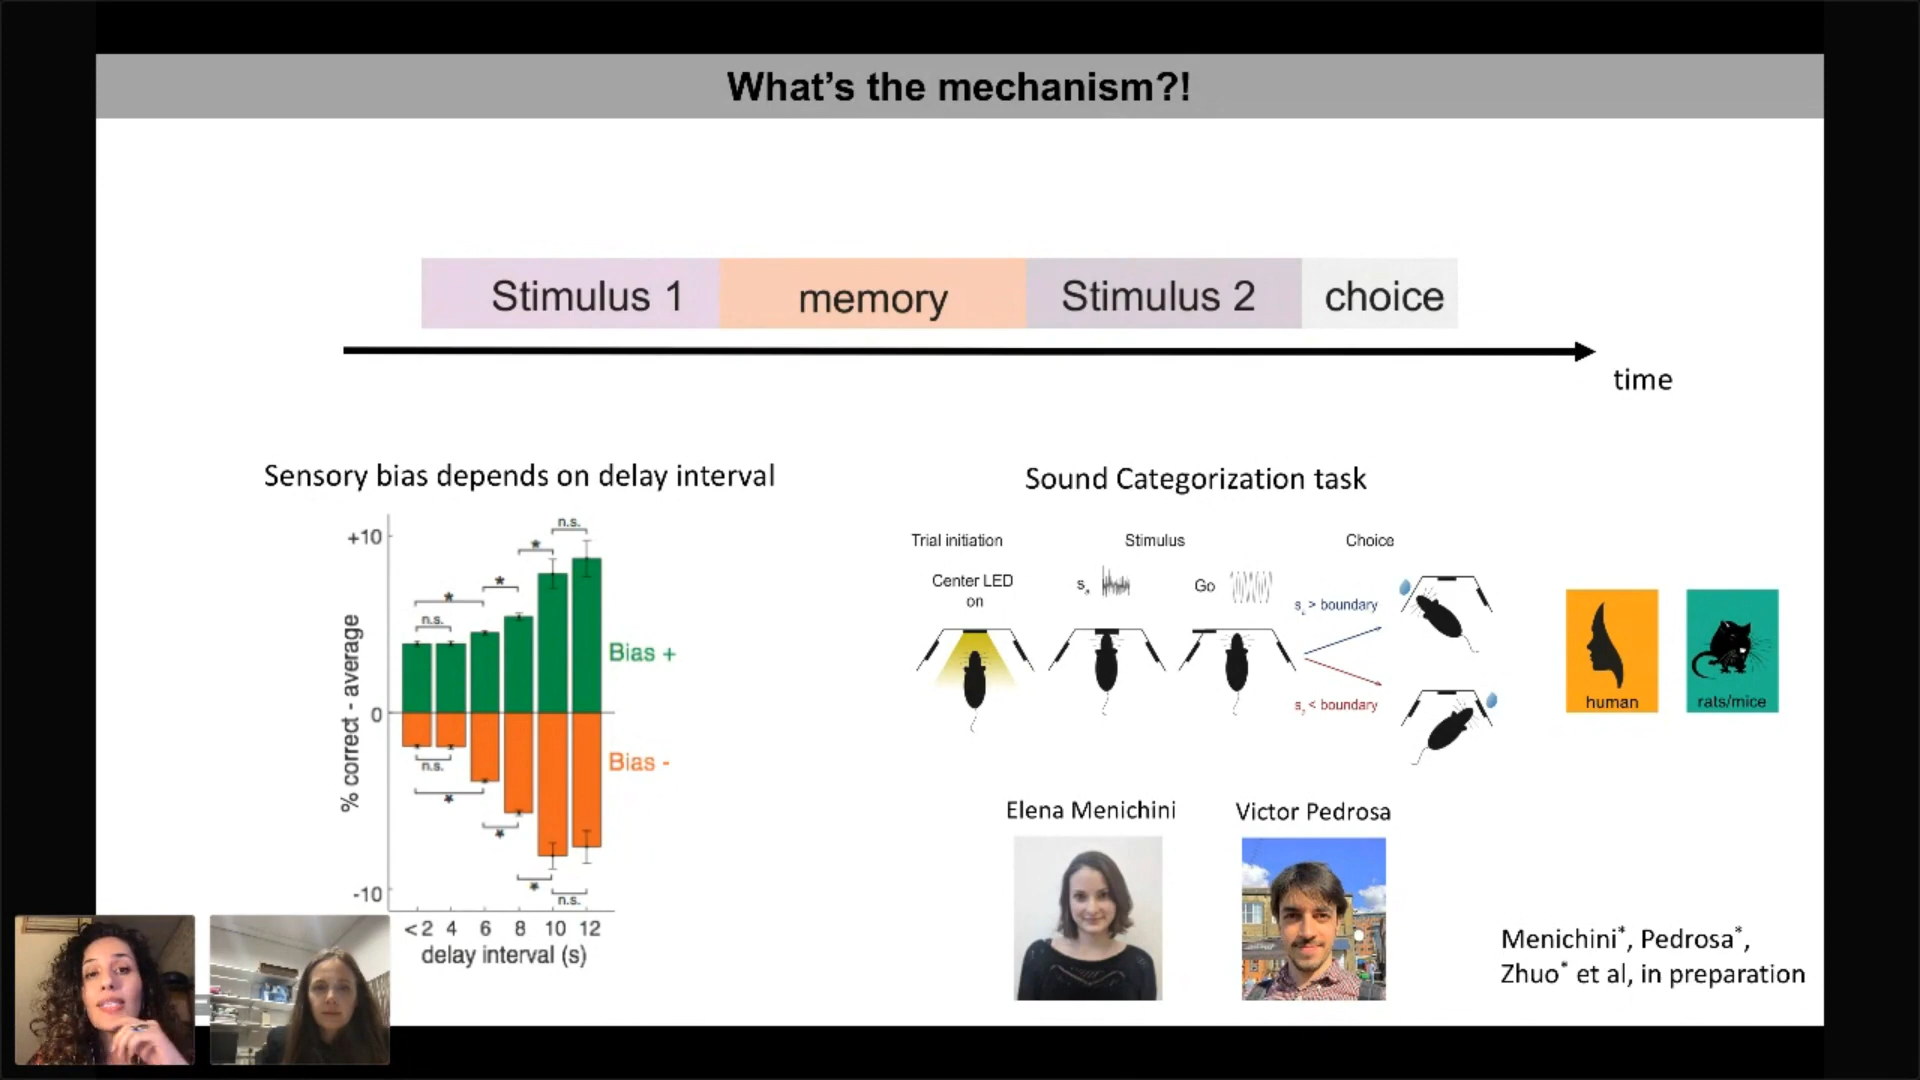 What's the mechanism?!
Stimulus 1 memory Stimulus 2 choice
time
Sensory bias depends on delay interval
+10
0
-10
% correct - average
n.s.
*
*
*
n.s.
Bias +
Bias -
n.s.
*
*
*
n.s.
<2 4 6 8 10 12
delay interval (s)
Sound Categorization task
Trial initiation Stimulus Choice
Center LED
on
Go
> boundary
< boundary
human
rats/mice
Elena Menichini Victor Pedrosa
Menichini*, Pedrosa*,
Zhuo* et al, in preparation